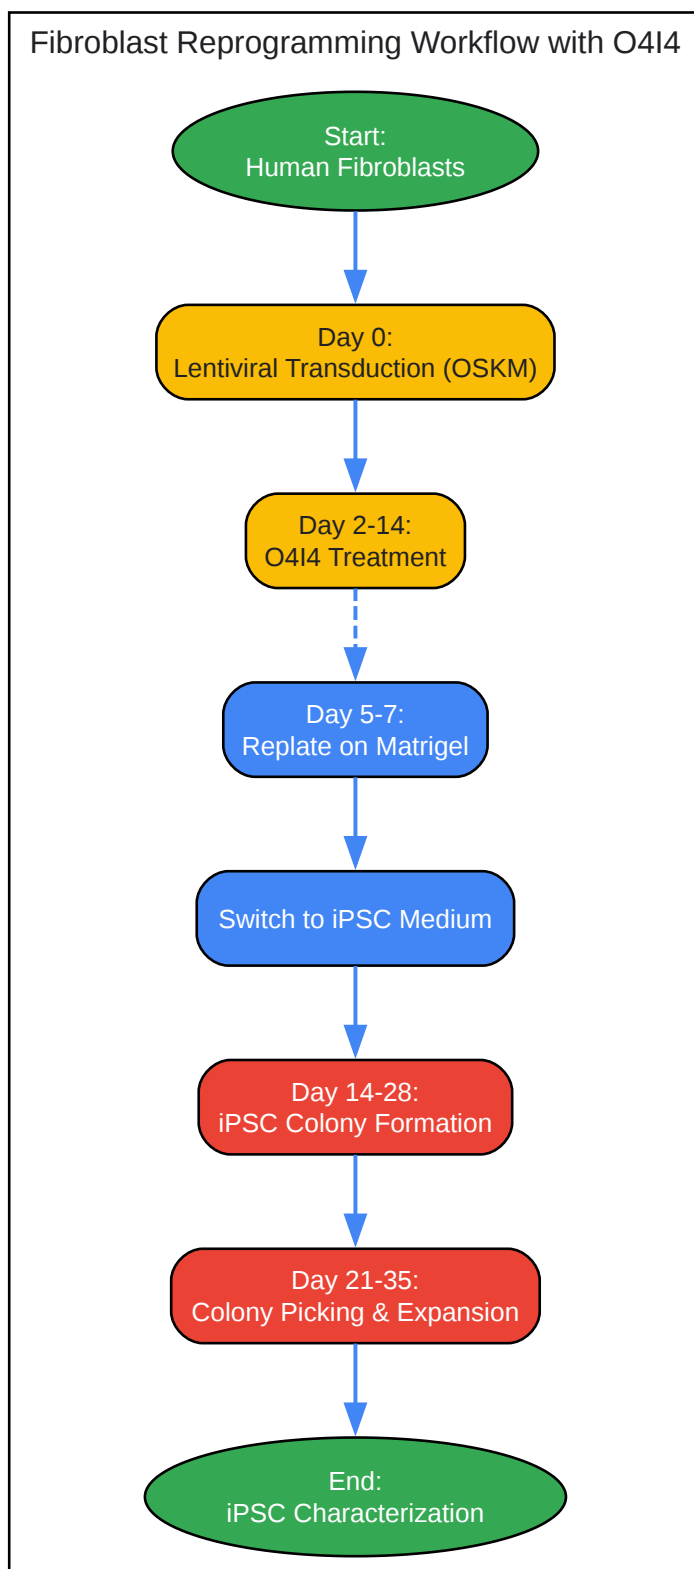 Fibroblast Reprogramming Workflow with O4I4
Start:
Human Fibroblasts
Day 0:
Lentiviral Transduction (OSKM)
Day 2-14:
O4I4 Treatment
Day 5-7:
Replate on Matrigel
Switch to iPSC Medium
Day 14-28:
iPSC Colony Formation
Day 21-35:
Colony Picking & Expansion
End:
iPSC Characterization